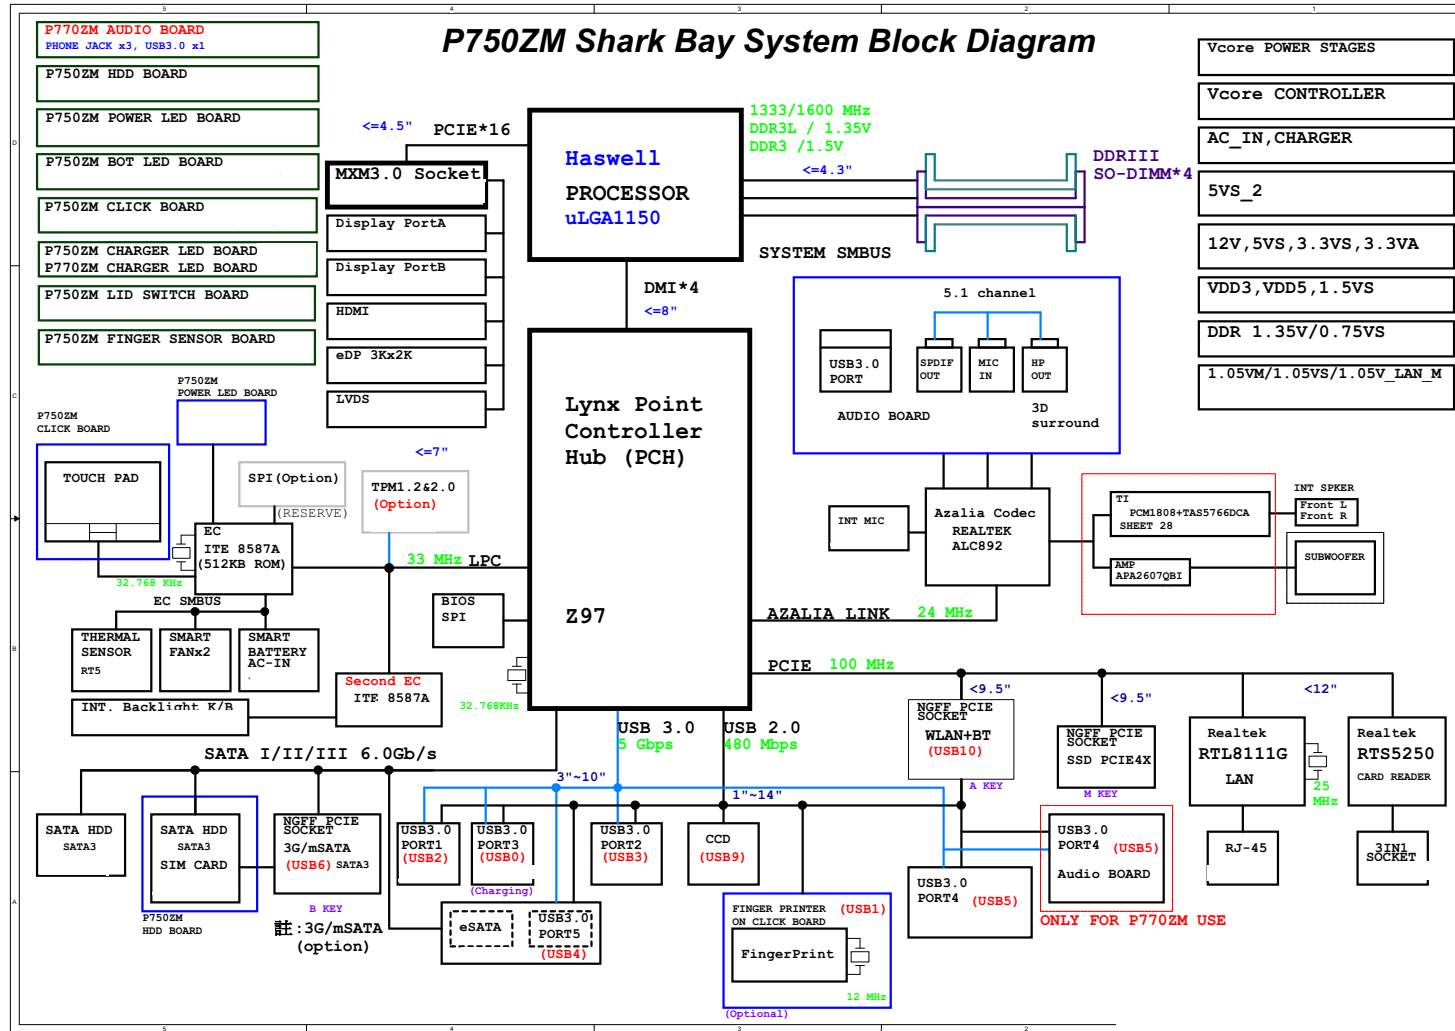 5
4
3
2
1
P750ZM Shark Bay System Block Diagram
P770ZM AUDIO BOARD
PHONE JACK x3, USB3.0 x1
P750ZM HDD BOARD
P750ZM POWER LED BOARD
P750ZM BOT LED BOARD
P750ZM CLICK BOARD
P750ZM CHARGER LED BOARD
P770ZM CHARGER LED BOARD
P750ZM LID SWITCH BOARD
P750ZM FINGER SENSOR BOARD
Vcore POWER STAGES
Vcore CONTROLLER
AC_IN,CHARGER
5VS_2
12V,5VS,3.3VS,3.3VA
VDD3,VDD5,1.5VS
DDR 1.35V/0.75VS
1.05VM/1.05VS/1.05V_LAN_M
<=4.5"
PCIE*16
MXM3.0 Socket
Display PortA
Display PortB
HDMI
eDP 3Kx2K
LVDS
Haswell
PROCESSOR
uLGA1150
1333/1600 MHz
DDR3L / 1.35V
DDR3 /1.5V
<=4.3"
DDRIII
SO-DIMM*4
SYSTEM SMBUS
DMI*4
<=8"
Lynx Point
Controller
Hub (PCH)
Z97
5.1 channel
USB3.0
PORT
SPDIF
OUT
MIC
IN
HP
OUT
AUDIO BOARD
3D
surround
P750ZM
POWER LED BOARD
P750ZM
CLICK BOARD
TOUCH PAD
SPI(Option)
(RESERVE)
<=7"
TPM1.2&2.0
(Option)
EC
ITE 8587A
(512KB ROM)
32.768 KHz
33 MHz
LPC
EC SMBUS
THERMAL
SENSOR
RT5
SMART
FANx2
SMART
BATTERY
AC-IN
INT. Backlight K/B
Second EC
ITE 8587A
BIOS
SPI
32.768KHz
INT MIC
Azalia Codec
REALTEK
ALC892
TI
PCM1808+TAS5766DCA
SHEET 28
AMP
APA2607QBI
INT SPKER
Front L
Front R
SUBWOOFER
AZALIA LINK
24 MHz
PCIE
100 MHz
<9.5"
<9.5"
<12"
NGFF PCIE
SOCKET
WLAN+BT
(USB10)
A KEY
NGFF PCIE
SOCKET
SSD PCIE4X
M KEY
Realtek
RTL8111G
LAN
25
MHz
Realtek
RTS5250
CARD READER
RJ-45
3IN1
SOCKET
USB 3.0
5 Gbps
USB 2.0
480 Mbps
SATA I/II/III 6.0Gb/s
3"~10"
1"~14"
SATA HDD
SATA3
SATA HDD
SATA3
SIM CARD
P750ZM
HDD BOARD
NGFF PCIE
SOCKET
3G/mSATA
(USB6) SATA3
B KEY
註:3G/mSATA
(option)
USB3.0
PORT1
(USB2)
USB3.0
PORT3
(USB0)
(Charging)
USB3.0
PORT2
(USB3)
CCD
(USB9)
eSATA
USB3.0
PORT5
(USB4)
FINGER PRINTER
ON CLICK BOARD
(USB1)
FingerPrint
12 MHz
(Optional)
USB3.0
PORT4
(USB5)
USB3.0
PORT4
(USB5)
Audio BOARD
ONLY FOR P770ZM USE
D
C
B
A
5
4
3
2